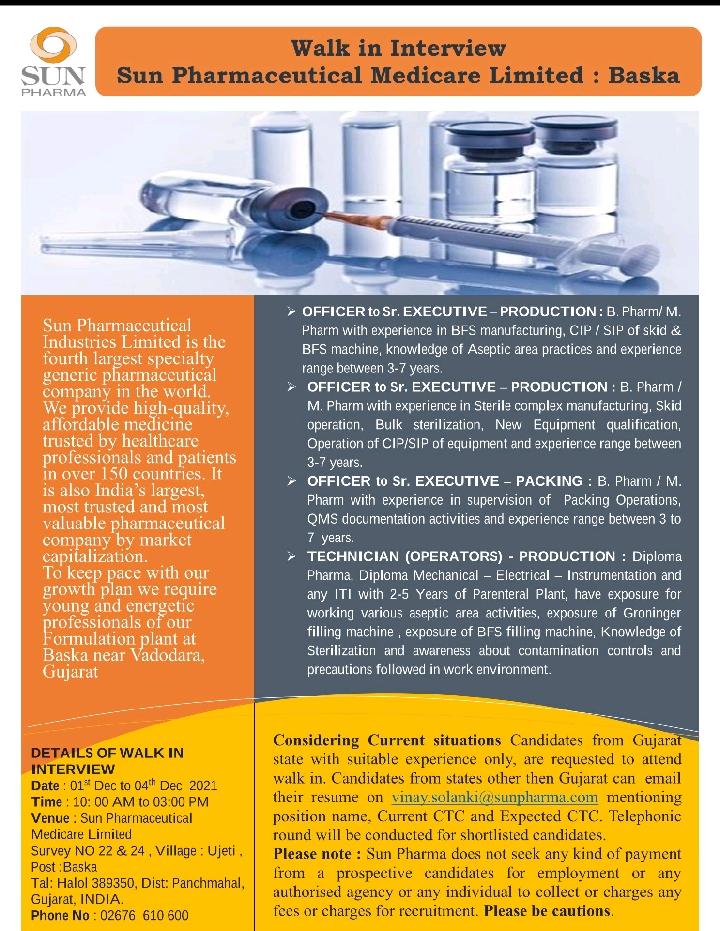 SUN
PHARMA
Walk in Interview
Sun Pharmaceutical Medicare Limited : Baska
Sun Pharmaceutical
Industries Limited is the
fourth largest specialty
generic pharmaceutical
company in the world.
We provide high-quality,
affordable medicine
trusted by healthcare
professionals and patients
in over 150 countries. It
is also India's largest,
most trusted and most
valuable pharmaceutical
company by market
capitalization.
To keep pace with our
growth plan we require
young and energetic
professionals of our
Formulation plant at
Baska near Vadodara,
Gujarat
➢ OFFICER to Sr. EXECUTIVE – PRODUCTION : B. Pharm/ M.
Pharm with experience in BFS manufacturing, CIP / SIP of skid &
BFS machine, knowledge of Aseptic area practices and experience
range between 3-7 years.
➢ OFFICER to Sr. EXECUTIVE – PRODUCTION : B. Pharm /
M. Pharm with experience in Sterile complex manufacturing, Skid
operation, Bulk sterilization, New Equipment qualification,
Operation of CIP/SIP of equipment and experience range between
3-7 years.
➢ OFFICER to Sr. EXECUTIVE – PACKING : B. Pharm / M.
Pharm with experience in supervision of Packing Operations,
QMS documentation activities and experience range between 3 to
7 years.
➢ TECHNICIAN (OPERATORS) - PRODUCTION : Diploma
Pharma, Diploma Mechanical – Electrical – Instrumentation and
any ITI with 2-5 Years of Parenteral Plant, have exposure for
working various aseptic area activities, exposure of Groninger
filling machine , exposure of BFS filling machine, Knowledge of
Sterilization and awareness about contamination controls and
precautions followed in work environment.
DETAILS OF WALK IN
INTERVIEW
Date : 01st Dec to 04th Dec 2021
Time : 10: 00 AM to 03:00 PM
Venue : Sun Pharmaceutical
Medicare Limited
Survey NO 22 & 24 , Village : Ujeti ,
Post :Baska
Tal: Halol 389350, Dist: Panchmahal,
Gujarat, INDIA.
Phone No : 02676 610 600
Considering Current situations Candidates from Gujarat
state with suitable experience only, are requested to attend
walk in. Candidates from states other then Gujarat can email
their resume on vinay.solanki@sunpharma.com mentioning
position name, Current CTC and Expected CTC. Telephonic
round will be conducted for shortlisted candidates.
Please note : Sun Pharma does not seek any kind of payment
from a prospective candidates for employment or any
authorised agency or any individual to collect or charges any
fees or charges for recruitment. Please be cautions.